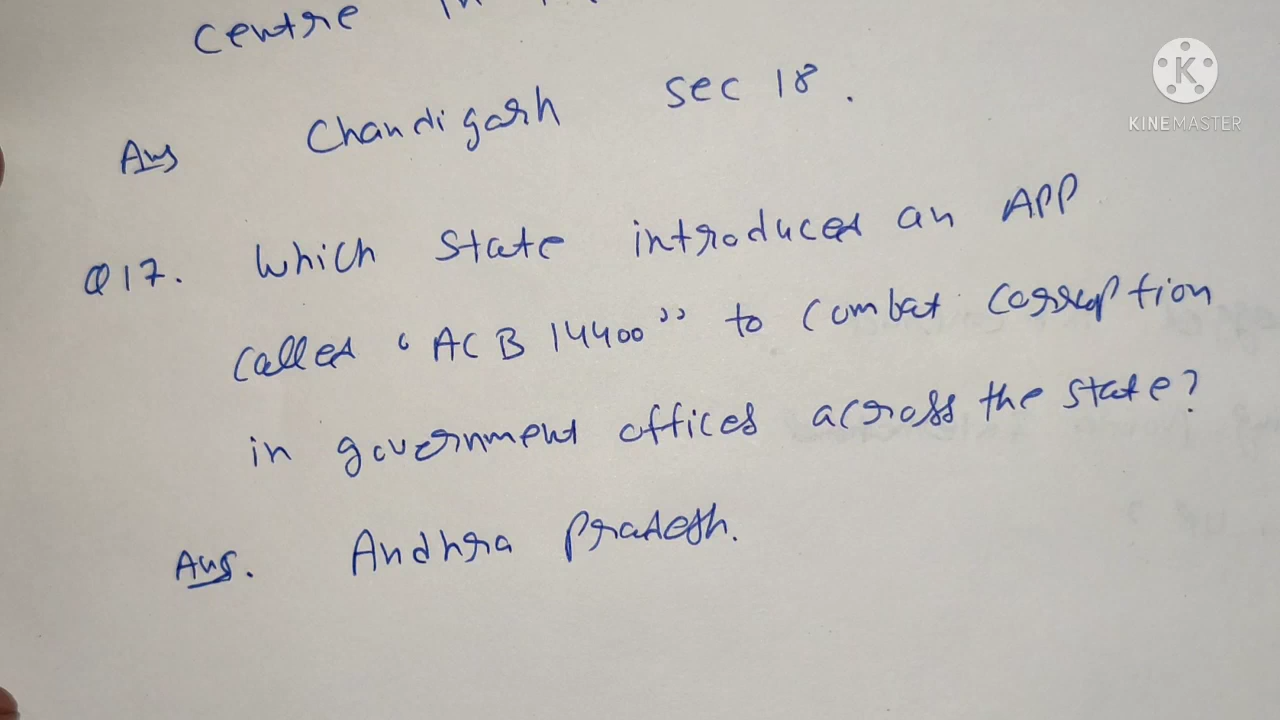 centre in
Ans Chandigarh sec 18.
Q17. Which state introduced an APP
called “ACB 14400” to combat corruption
in government offices across the state?
Ans. Andhra Pradesh.
KINEMASTER